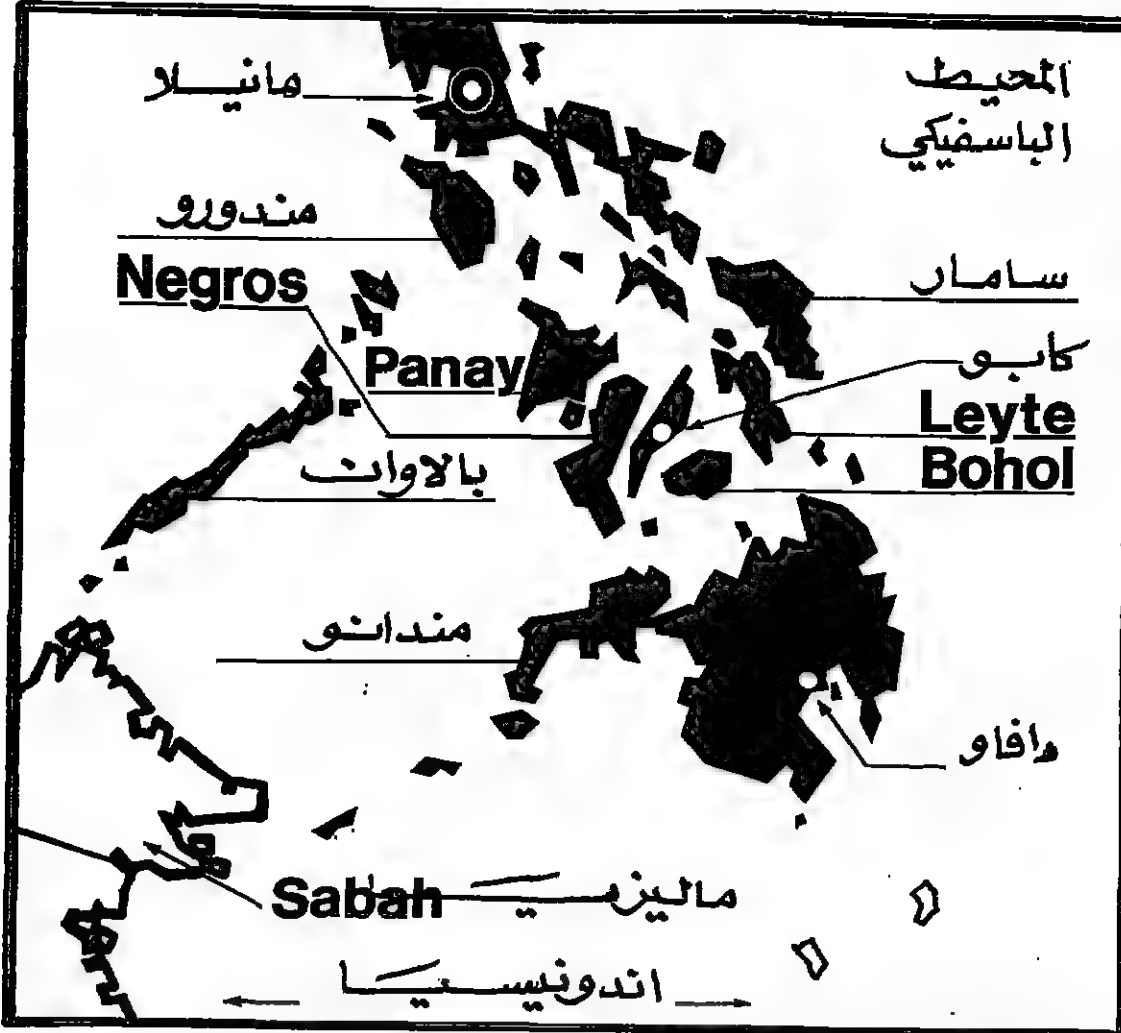 المحيط
الباسفيكي
مانيلا
مندورو
Negros
سامار
Panay
كابو
Leyte
Bohol
بالاوان
مندانو
دافاو
Sabah
ماليزيا
اندونيسيا